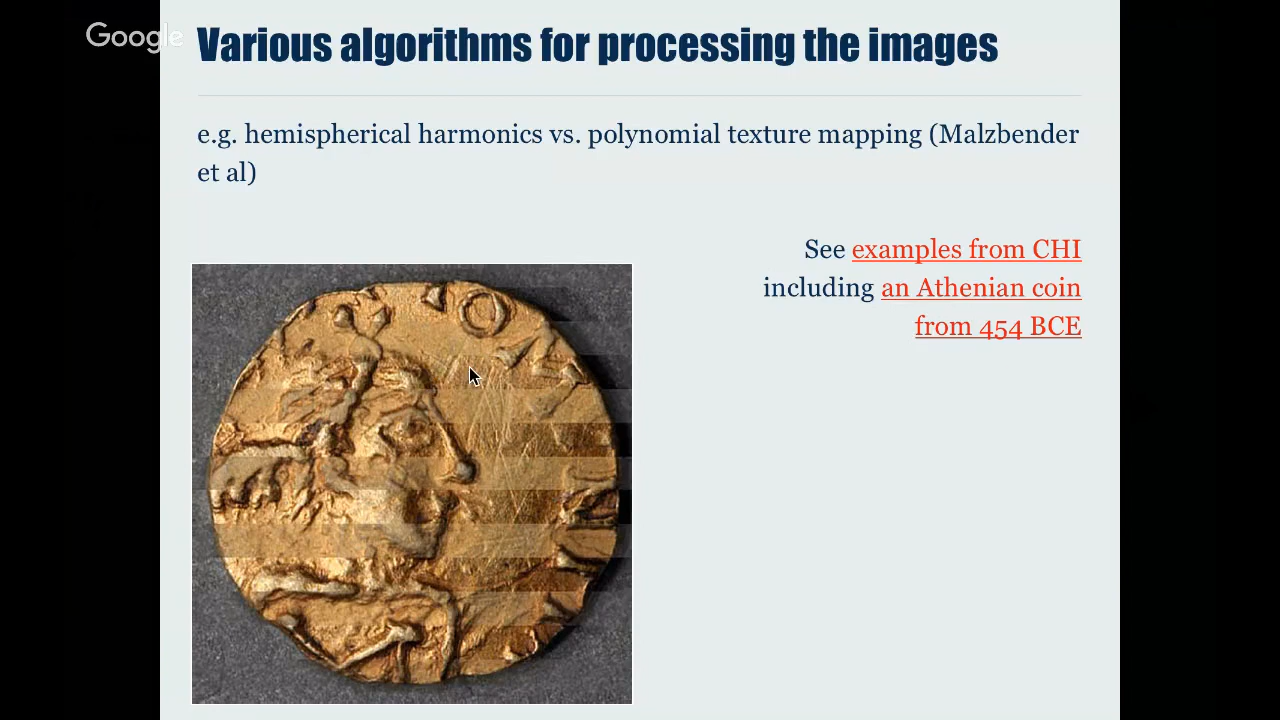 Google
Various algorithms for processing the images
e.g. hemispherical harmonics vs. polynomial texture mapping (Malzbender
et al)
See examples from CHI
including an Athenian coin
from 454 BCE